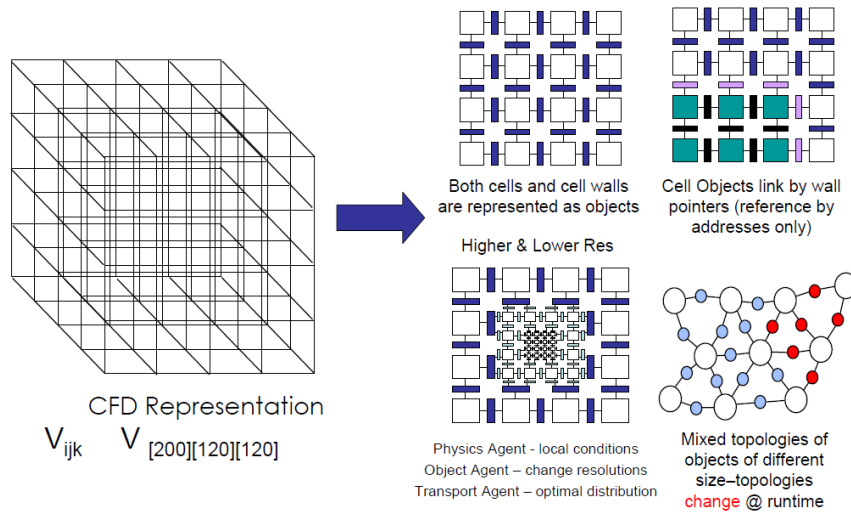 Both cells and cell walls
are represented as objects
Cell Objects link by wall
pointers (reference by
addresses only)
Higher & Lower Res
CFD Representation
Vijk V [200][120][120]
Physics Agent - local conditions
Object Agent – change resolutions
Transport Agent – optimal distribution
Mixed topologies of
objects of different
size–topologies
change @ runtime